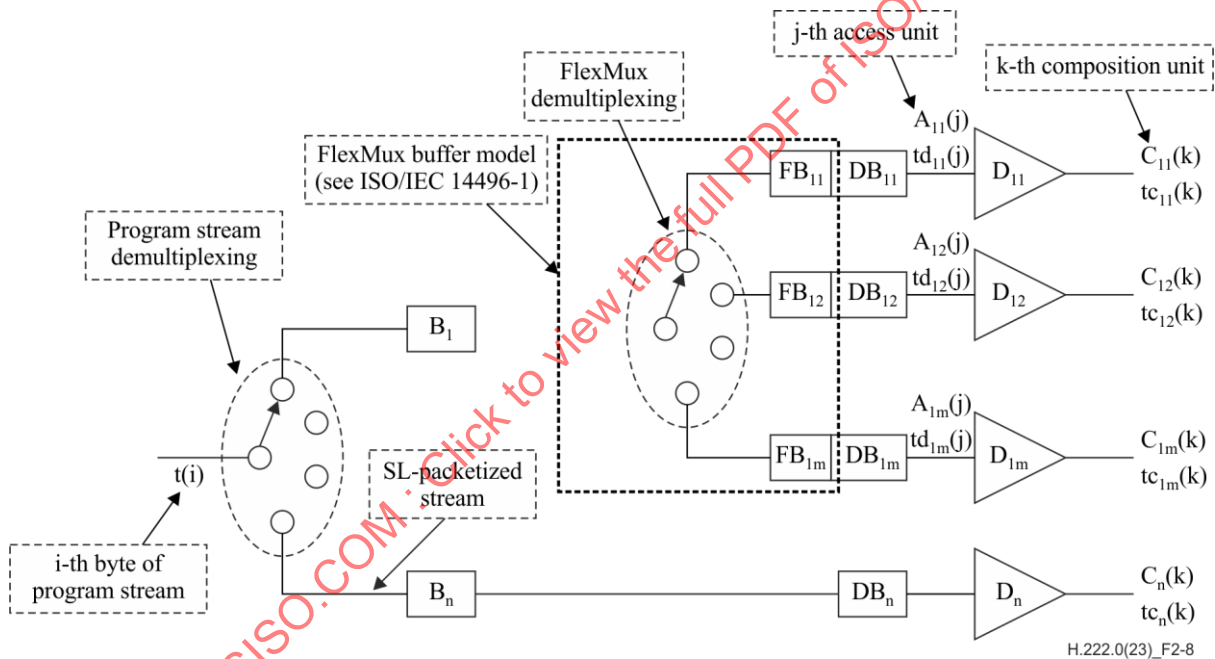 j-th access unit
k-th composition unit
FlexMux
demultiplexing
FlexMux buffer model
(see ISO/IEC 14496-1)
Program stream
demultiplexing
A₁₁(j)
td₁₁(j)
FB₁₁
DB₁₁
D₁₁
C₁₁(k)
tc₁₁(k)
A₁₂(j)
td₁₂(j)
FB₁₂
DB₁₂
D₁₂
C₁₂(k)
tc₁₂(k)
B₁
A₁ₘ(j)
td₁ₘ(j)
FB₁ₘ
DB₁ₘ
D₁ₘ
C₁ₘ(k)
tc₁ₘ(k)
t(i)
SL-packetized
stream
i-th byte of
program stream
Bₙ
DBₙ
Dₙ
Cₙ(k)
tcₙ(k)
H.222.0(23)_F2-8
SISO.COM : Click to view the full PDF of ISO/